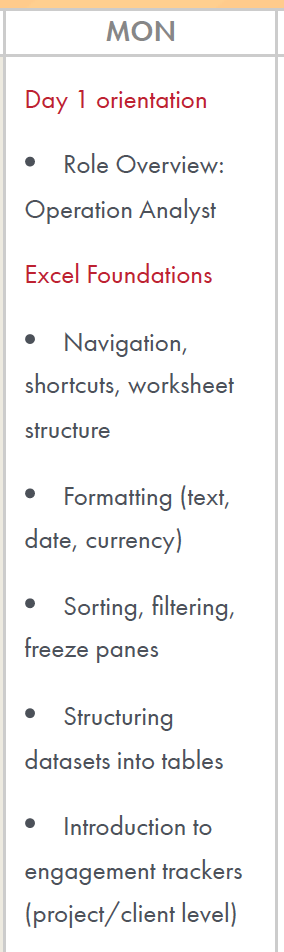 MON
Day 1 orientation
• Role Overview:
Operation Analyst
Excel Foundations
• Navigation,
shortcuts, worksheet
structure
• Formatting (text,
date, currency)
• Sorting, filtering,
freeze panes
• Structuring
datasets into tables
• Introduction to
engagement trackers
(project/client level)